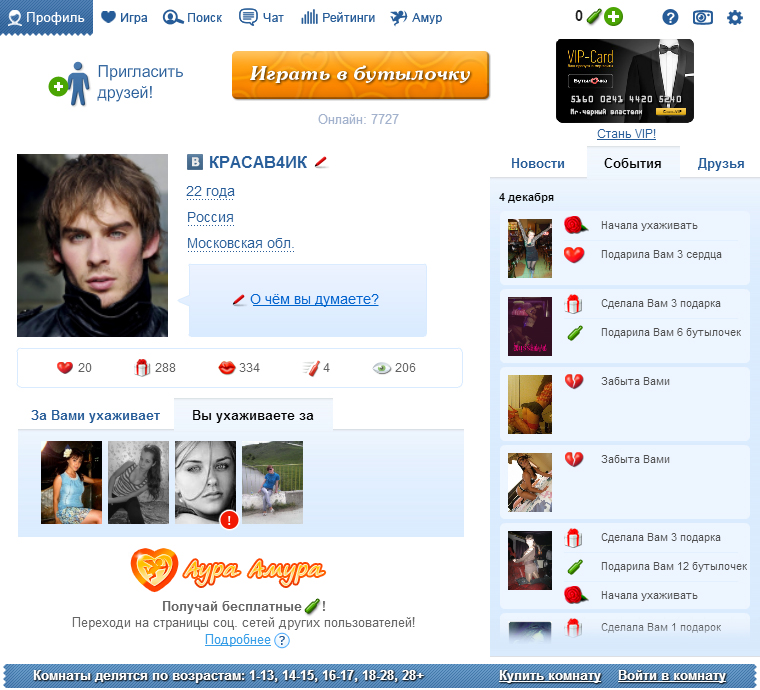 Профиль
Игра
Поиск
Чат
Рейтинги
Амур
0
Пригласить
друзей!
Играть в бутылочку
Онлайн: 7727
VIP-Card
Бутылочка
5160 0241 4420 5240
Mr.черный властели
Стань VIP!
КРАСАВ4ИК
22 года
Россия
Московская обл.
О чём вы думаете?
20
288
334
4
206
За Вами ухаживает
Вы ухаживаете за
Аура Амура
Получай бесплатные !
Переходи на страницы соц. сетей других пользователей!
Подробнее ?
Новости
События
Друзья
4 декабря
Начала ухаживать
Подарила Вам 3 сердца
Сделала Вам 3 подарка
Подарила Вам 6 бутылочек
Забыта Вами
Забыта Вами
Сделала Вам 3 подарка
Подарила Вам 12 бутылочек
Начала ухаживать
Сделала Вам 1 подарок
Комнаты делятся по возрастам: 1-13, 14-15, 16-17, 18-28, 28+
Купить комнату
Войти в комнату